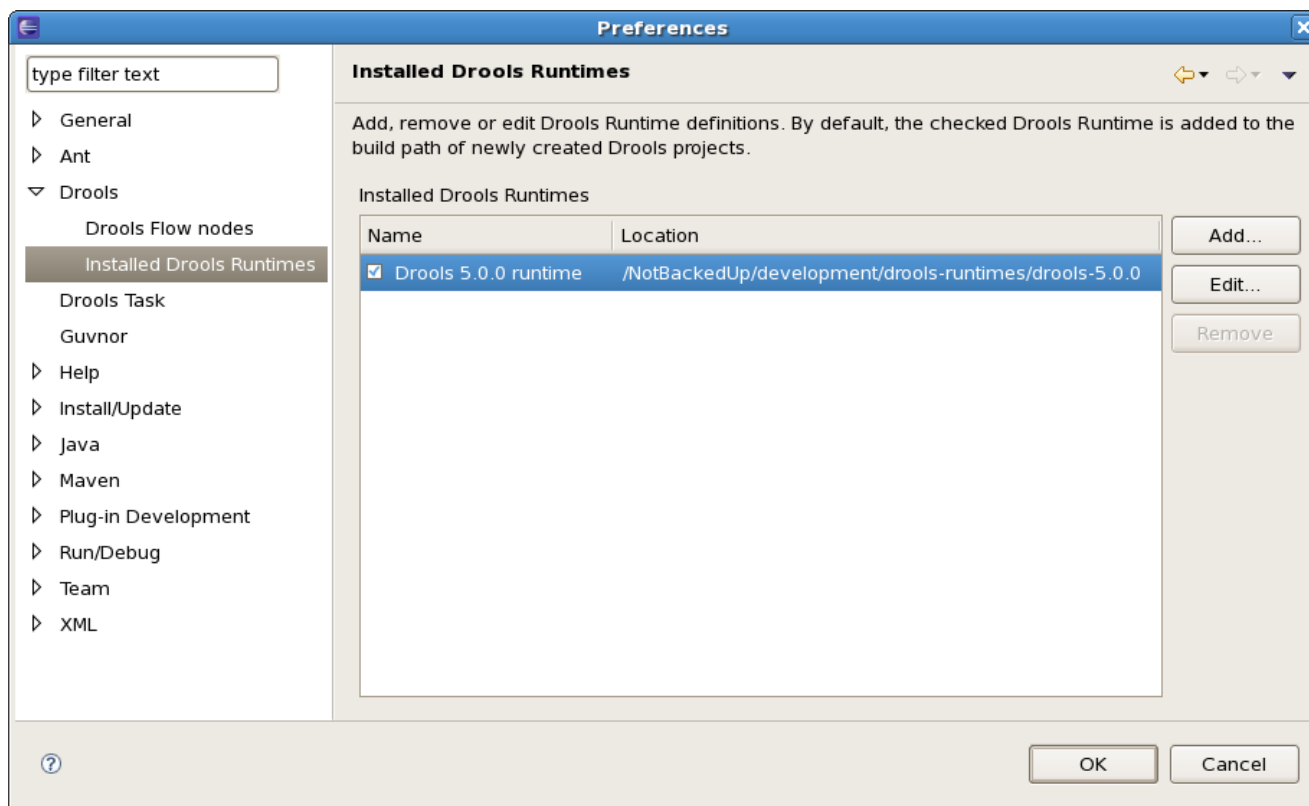 Preferences
type filter text
General
Ant
Drools
Drools Flow nodes
Installed Drools Runtimes
Drools Task
Guvnor
Help
Install/Update
Java
Maven
Plug-in Development
Run/Debug
Team
XML
Installed Drools Runtimes
Add, remove or edit Drools Runtime definitions. By default, the checked Drools Runtime is added to the
build path of newly created Drools projects.
Installed Drools Runtimes
Name Location
Drools 5.0.0 runtime /NotBackedUp/development/drools-runtimes/drools-5.0.0
Add...
Edit...
Remove
OK Cancel